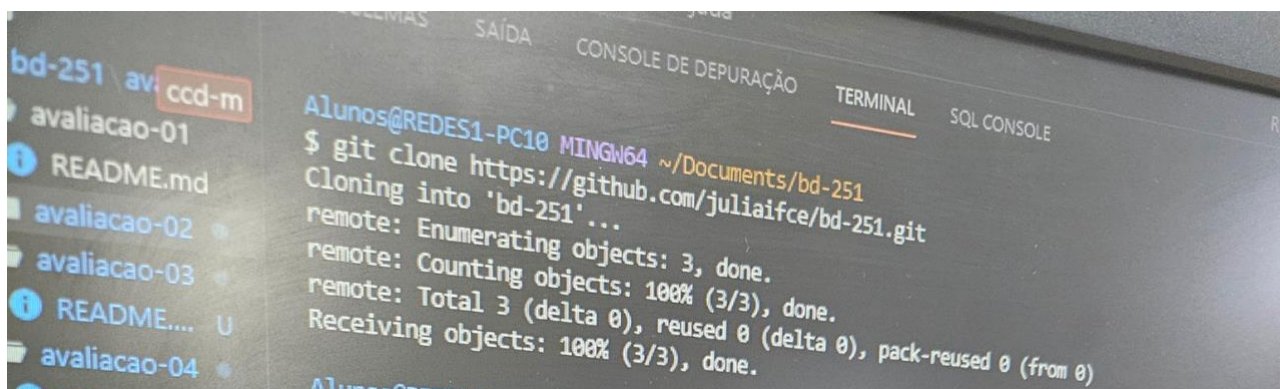 SAÍDA
CONSOLE DE DEPURAÇÃO
TERMINAL
SQL CONSOLE
bd-251 \
ccd-m
avaliacao-01
README.md
avaliacao-02
avaliacao-03
README.... U
avaliacao-04
Alunos@REDES1-PC10 MINGW64 ~/Documents/bd-251
$ git clone https://github.com/juliaifce/bd-251.git
Cloning into 'bd-251'...
remote: Enumerating objects: 3, done.
remote: Counting objects: 100% (3/3), done.
remote: Total 3 (delta 0), reused 0 (delta 0), pack-reused 0 (from 0)
Receiving objects: 100% (3/3), done.